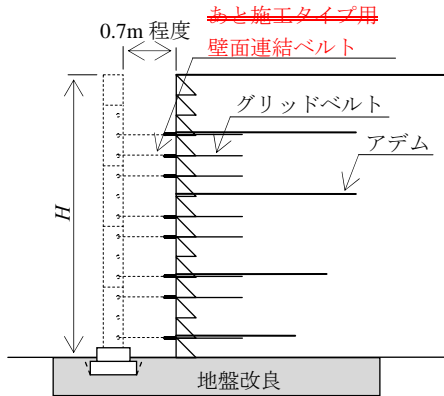 あと施工タイプ用
0.7m 程度
壁面連結ベルト
グリッドベルト
アデム
H
地盤改良